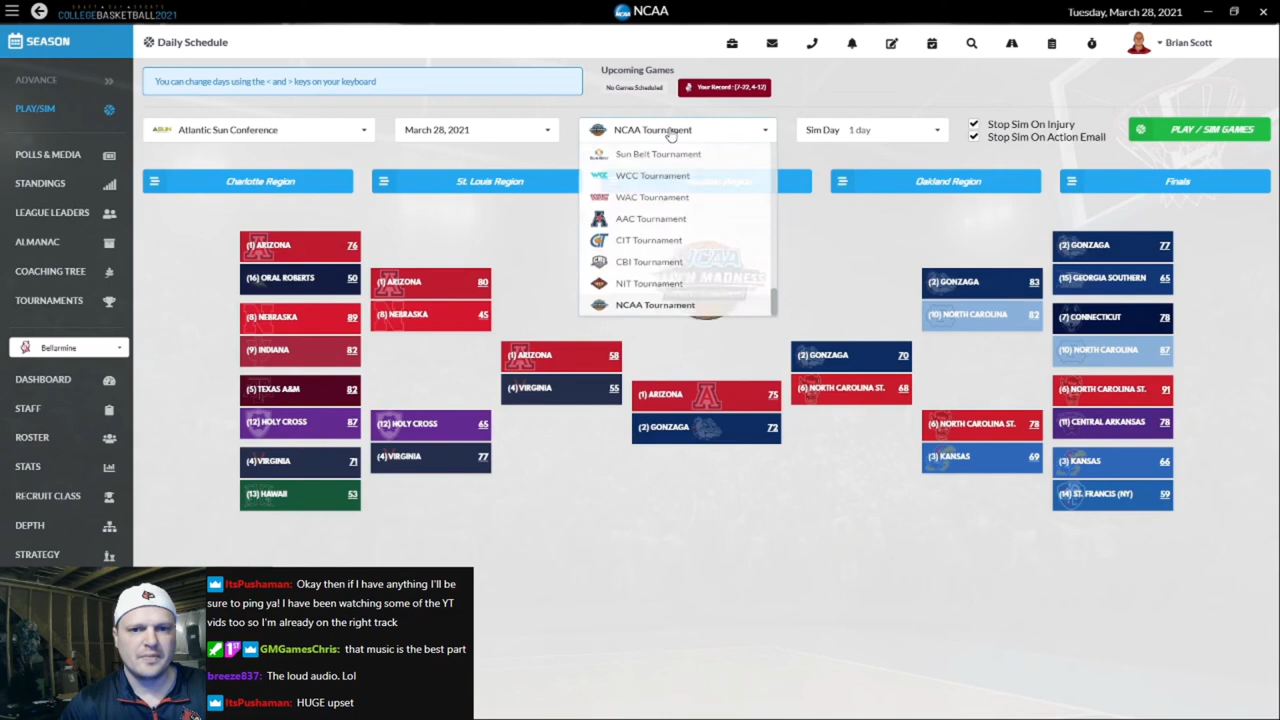 DRAFT DAY SPORTS
COLLEGEBASKETBALL2021
NCAA
Tuesday, March 28, 2021
SEASON
Daily Schedule
Brian Scott
ADVANCE
PLAY/SIM
POLLS & MEDIA
STANDINGS
LEAGUE LEADERS
ALMANAC
COACHING TREE
TOURNAMENTS
Bellarmine
DASHBOARD
STAFF
ROSTER
STATS
RECRUIT CLASS
DEPTH
STRATEGY
You can change days using the < and > keys on your keyboard
Upcoming Games
No Games Scheduled
Your Record: (7-22, 4-12)
Atlantic Sun Conference
March 28, 2021
NCAA Tournament
Sim Day 1 day
Stop Sim On Injury
Stop Sim On Action Email
PLAY / SIM GAMES
Sun Belt Tournament
WCC Tournament
WAC Tournament
AAC Tournament
CIT Tournament
CBI Tournament
NIT Tournament
NCAA Tournament
Charlotte Region
St. Louis Region
Oakland Region
Finals
(1) ARIZONA 76
(16) ORAL ROBERTS 50
(8) NEBRASKA 89
(9) INDIANA 82
(5) TEXAS A&M 82
(12) HOLY CROSS 87
(4) VIRGINIA 71
(13) HAWAII 53
(1) ARIZONA 80
(8) NEBRASKA 45
(12) HOLY CROSS 65
(4) VIRGINIA 77
(1) ARIZONA 58
(4) VIRGINIA 55
(1) ARIZONA 75
(2) GONZAGA 72
(2) GONZAGA 70
(6) NORTH CAROLINA ST. 68
(2) GONZAGA 83
(10) NORTH CAROLINA 82
(6) NORTH CAROLINA ST. 78
(3) KANSAS 69
(2) GONZAGA 77
(15) GEORGIA SOUTHERN 65
(7) CONNECTICUT 78
(10) NORTH CAROLINA 87
(6) NORTH CAROLINA ST. 91
(11) CENTRAL ARKANSAS 78
(3) KANSAS 66
(14) ST. FRANCIS (NY) 59
ItsPushaman: Okay then if I have anything I'll be
sure to ping ya! I have been watching some of the YT
vids too so I'm already on the right track
GMGamesChris: that music is the best part
breeze837: The loud audio. Lol
ItsPushaman: HUGE upset